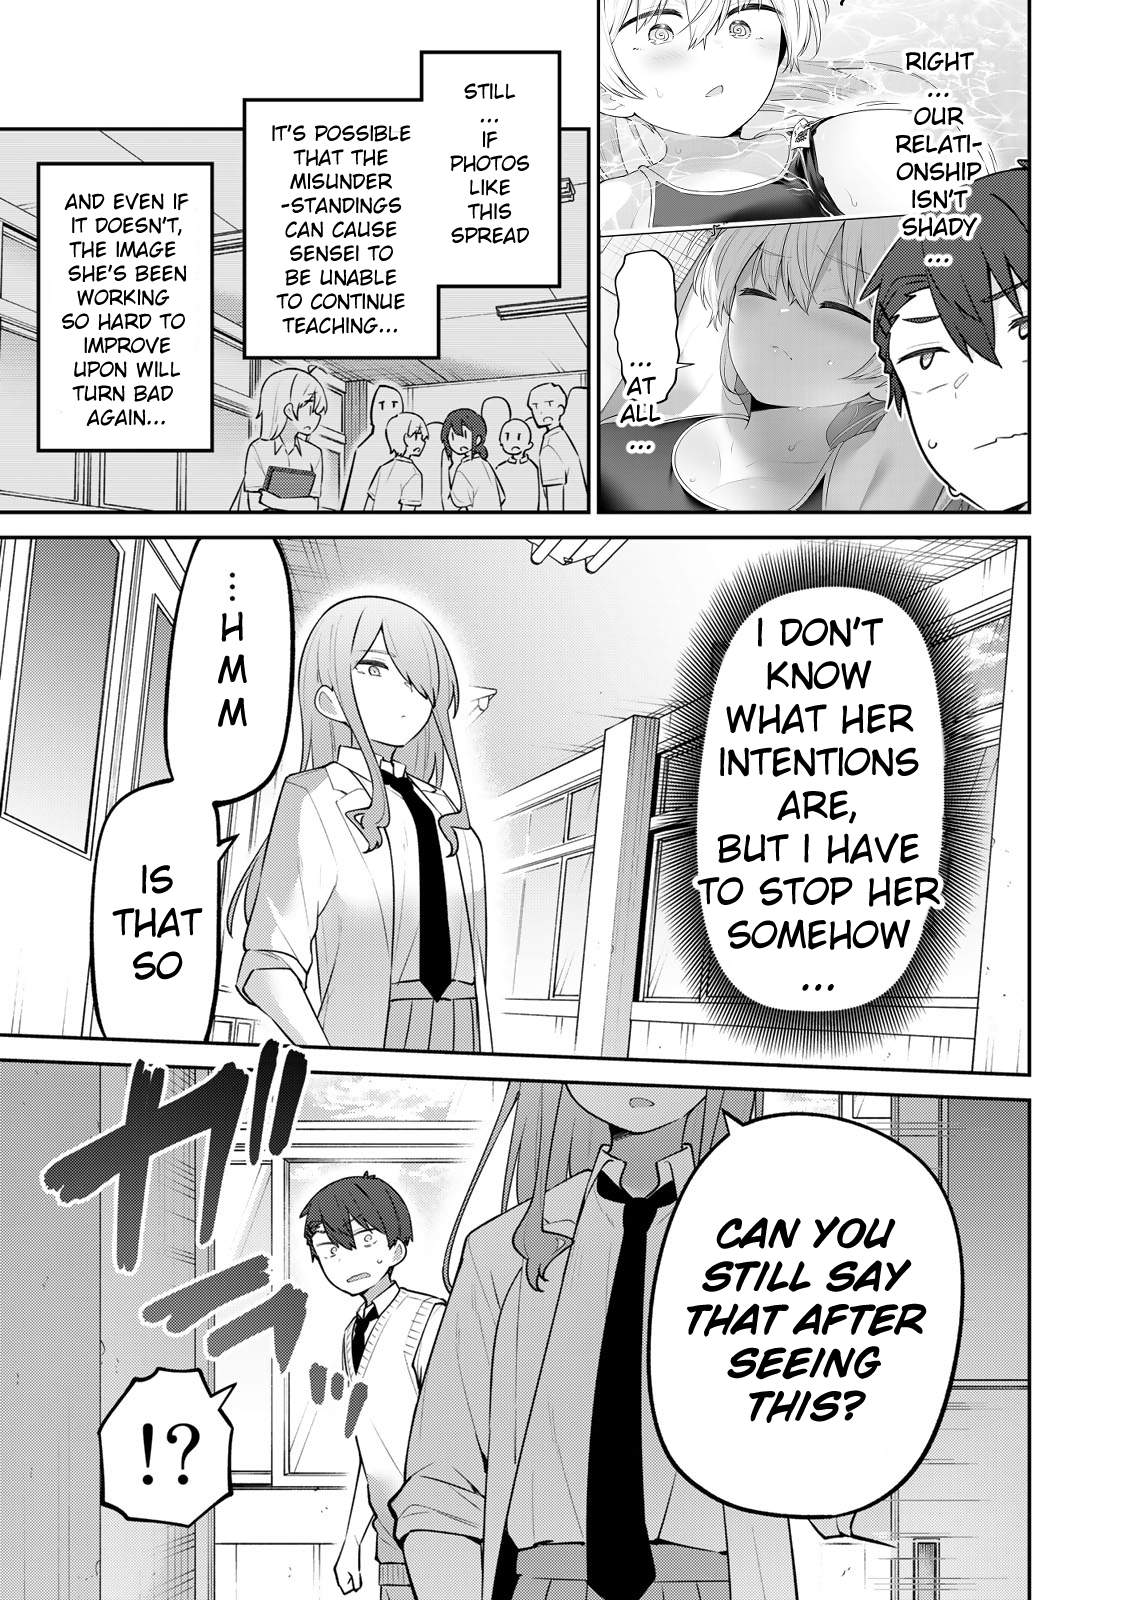 RIGHT
...
OUR
RELATI-
ONSHIP
ISN'T
SHADY
...
...
AT
ALL
...
STILL
...
IF
PHOTOS
LIKE
THIS
SPREAD
IT'S POSSIBLE
THAT THE
MISUNDER
-STANDINGS
CAN CAUSE
SENSEI TO
BE UNABLE
TO CONTINUE
TEACHING...
AND EVEN IF
IT DOESN'T,
THE IMAGE
SHE'S BEEN
WORKING
SO HARD TO
IMPROVE
UPON WILL
TURN BAD
AGAIN...
I DON'T
KNOW
WHAT HER
INTENTIONS
ARE,
BUT I HAVE
TO STOP HER
SOMEHOW
...
...
H
M
M
IS
THAT
SO
CAN YOU
STILL SAY
THAT AFTER
SEEING
THIS?
ガラッ
!?